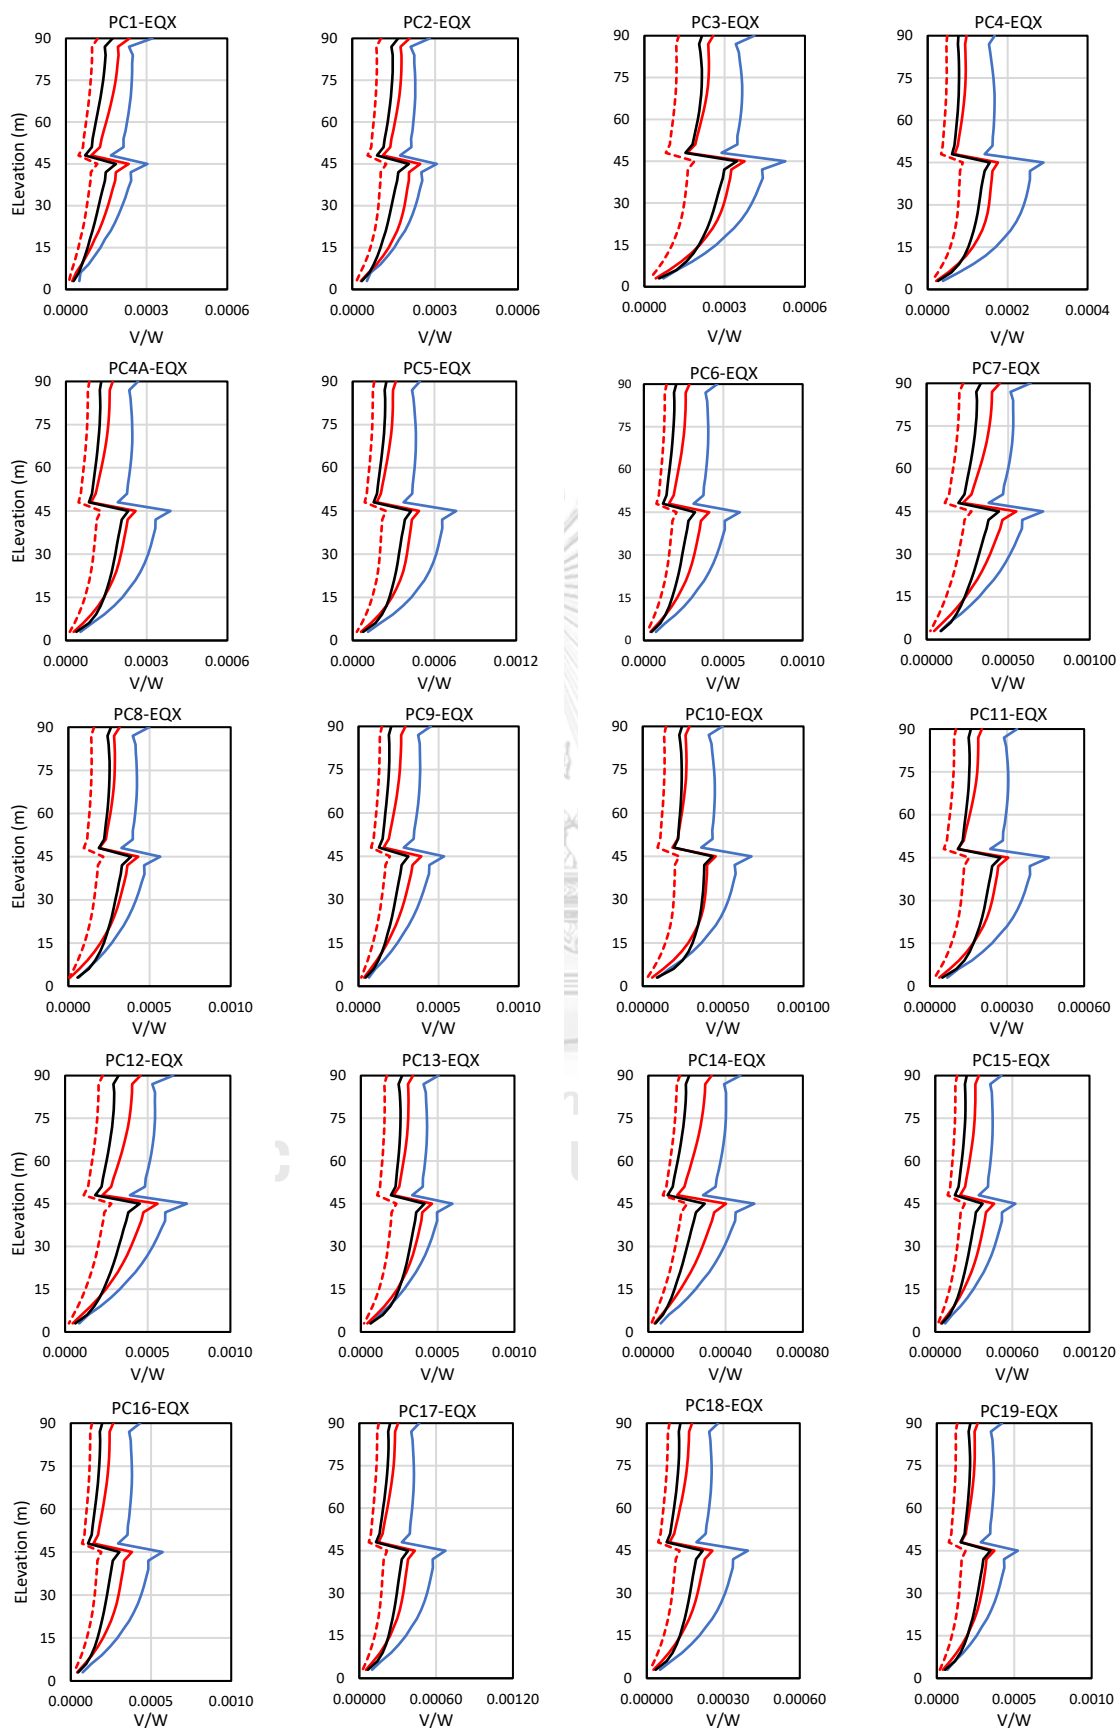 PC1-EQX PC2-EQX PC3-EQX PC4-EQX
90 90 90 90
75 75 75 75
60 60 60 60
45 45 45 45
30 30 30 30
15 15 15 15
0 0 0 0
ELevation (m)
0.0000 0.0003 0.0006 0.0000 0.0003 0.0006 0.0000 0.0003 0.0006 0.0000 0.0002 0.0004
V/W V/W V/W V/W
PC4A-EQX PC5-EQX PC6-EQX PC7-EQX
90 90 90 90
75 75 75 75
60 60 60 60
45 45 45 45
30 30 30 30
15 15 15 15
0 0 0 0
ELevation (m)
0.0000 0.0003 0.0006 0.0000 0.0006 0.0012 0.0000 0.0005 0.0010 0.00000 0.00050 0.00100
V/W V/W V/W V/W
PC8-EQX PC9-EQX PC10-EQX PC11-EQX
90 90 90 90
75 75 75 75
60 60 60 60
45 45 45 45
30 30 30 30
15 15 15 15
0 0 0 0
ELevation (m)
0.0000 0.0005 0.0010 0.0000 0.0005 0.0010 0.0000 0.0005 0.00100 0.00000 0.00030 0.00060
V/W V/W V/W V/W
PC12-EQX PC13-EQX PC14-EQX PC15-EQX
90 90 90 90
75 75 75 75
60 60 60 60
45 45 45 45
30 30 30 30
15 15 15 15
0 0 0 0
ELevation (m)
0.00000 0.0005 0.0010 0.00000 0.0005 0.0010 0.00000 0.00040 0.00080 0.00000 0.00060 0.00120
V/W V/W V/W V/W
PC16-EQX PC17-EQX PC18-EQX PC19-EQX
90 90 90 90
75 75 75 75
60 60 60 60
45 45 45 45
30 30 30 30
15 15 15 15
0 0 0 0
ELevation (m)
0.0000 0.0005 0.0010 0.00000 0.00060 0.00120 0.00000 0.00030 0.00060 0.0000 0.0005 0.0010
V/W V/W V/W V/W